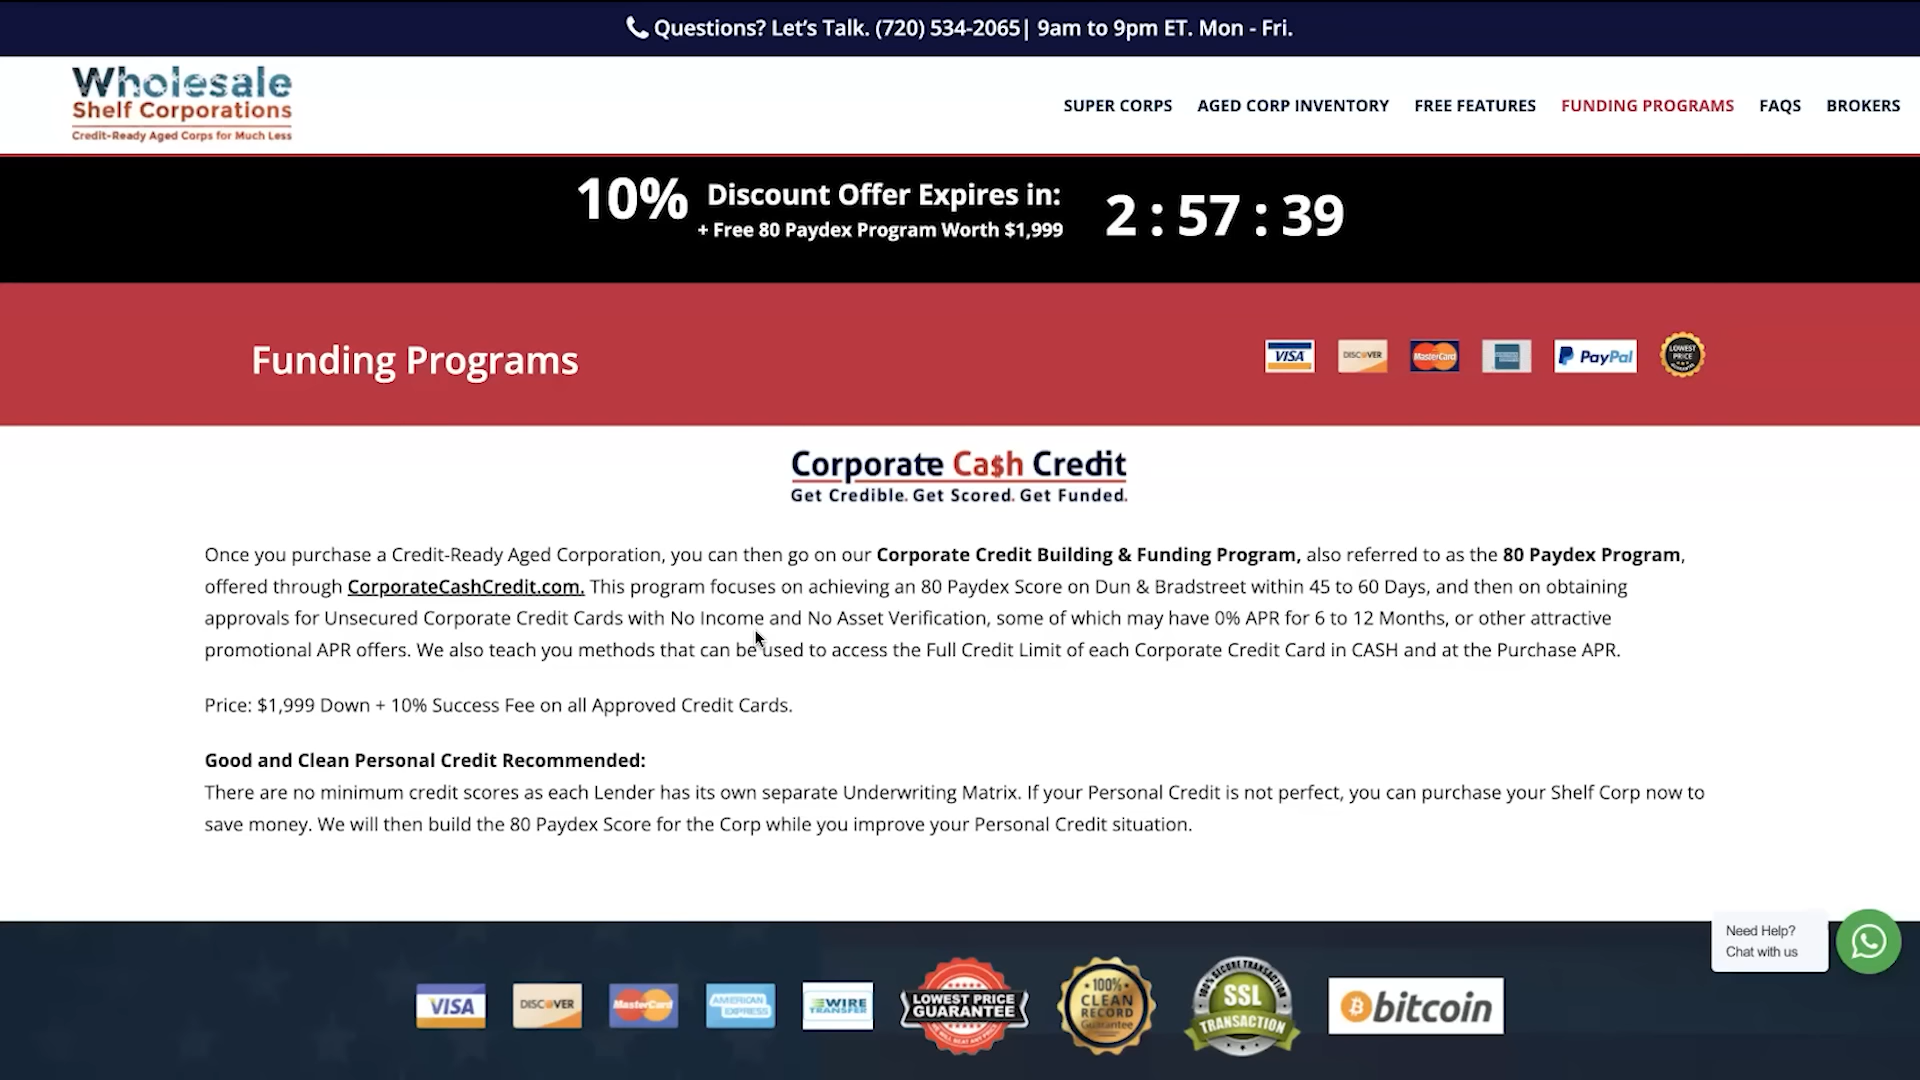 Questions? Let's Talk. (720) 534-2065| 9am to 9pm ET. Mon - Fri.
Wholesale
Shelf Corporations
Credit-Ready Aged Corps for Much Less
SUPER CORPS AGED CORP INVENTORY FREE FEATURES FUNDING PROGRAMS FAQS BROKERS
10% Discount Offer Expires in: 2 : 57 : 39
+ Free 80 Paydex Program Worth $1,999
Funding Programs
VISA DISCOVER MasterCard PayPal LOWEST PRICE
Corporate Ca$h Credit
Get Credible. Get Scored. Get Funded.
Once you purchase a Credit-Ready Aged Corporation, you can then go on our Corporate Credit Building & Funding Program, also referred to as the 80 Paydex Program,
offered through CorporateCashCredit.com. This program focuses on achieving an 80 Paydex Score on Dun & Bradstreet within 45 to 60 Days, and then on obtaining
approvals for Unsecured Corporate Credit Cards with No Income and No Asset Verification, some of which may have 0% APR for 6 to 12 Months, or other attractive
promotional APR offers. We also teach you methods that can be used to access the Full Credit Limit of each Corporate Credit Card in CASH and at the Purchase APR.
Price: $1,999 Down + 10% Success Fee on all Approved Credit Cards.
Good and Clean Personal Credit Recommended:
There are no minimum credit scores as each Lender has its own separate Underwriting Matrix. If your Personal Credit is not perfect, you can purchase your Shelf Corp now to
save money. We will then build the 80 Paydex Score for the Corp while you improve your Personal Credit situation.
Need Help?
Chat with us
VISA DISCOVER MasterCard AMERICAN EXPRESS WIRE TRANSFER LOWEST PRICE GUARANTEE 100% CLEAN RECORD Guarantee 100% SECURE TRANSACTION SSL TRANSACTION bitcoin